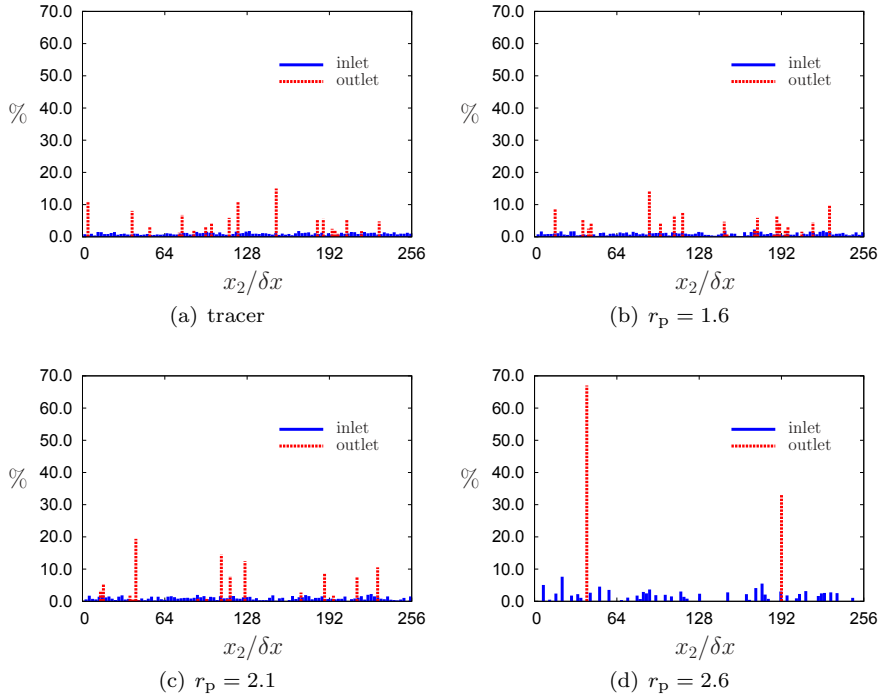 70.0
60.0
50.0
40.0
30.0
20.0
10.0
0.0
%
inlet
outlet
0 64 128 192 256
x₂/δx
(a) tracer
70.0
60.0
50.0
40.0
30.0
20.0
10.0
0.0
%
inlet
outlet
0 64 128 192 256
x₂/δx
(b) rₚ = 1.6
70.0
60.0
50.0
40.0
30.0
20.0
10.0
0.0
%
inlet
outlet
0 64 128 192 256
x₂/δx
(c) rₚ = 2.1
70.0
60.0
50.0
40.0
30.0
20.0
10.0
0.0
%
inlet
outlet
0 64 128 192 256
x₂/δx
(d) rₚ = 2.6